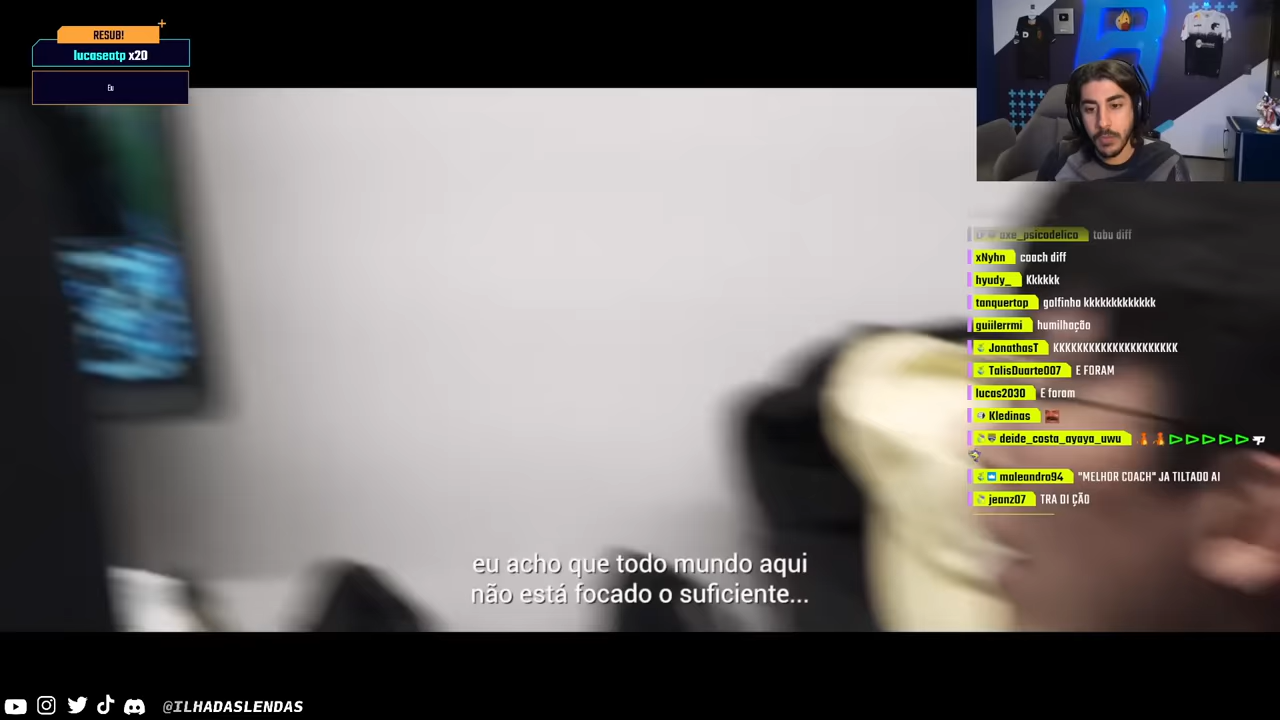 RESUB!
lucaseatp x20
Eu
axe_psicodelico tabu diff
xNyhn coach diff
hyudy_ Kkkkkk
tanquertop golfinho kkkkkkkkkkkkk
guiilerrmi humilhação
JonathasT KKKKKKKKKKKKKKKKKKKKK
TalisDuarte007 E FORAM
lucas2030 E foram
Kledinas
deide_costa_ayaya_uwu
maleandro94 "MELHOR COACH" JA TILTADO AI
jeanz07 TRA DI ÇÃO
eu acho que todo mundo aqui
não está focado o suficiente...
@ILHADASLENDAS